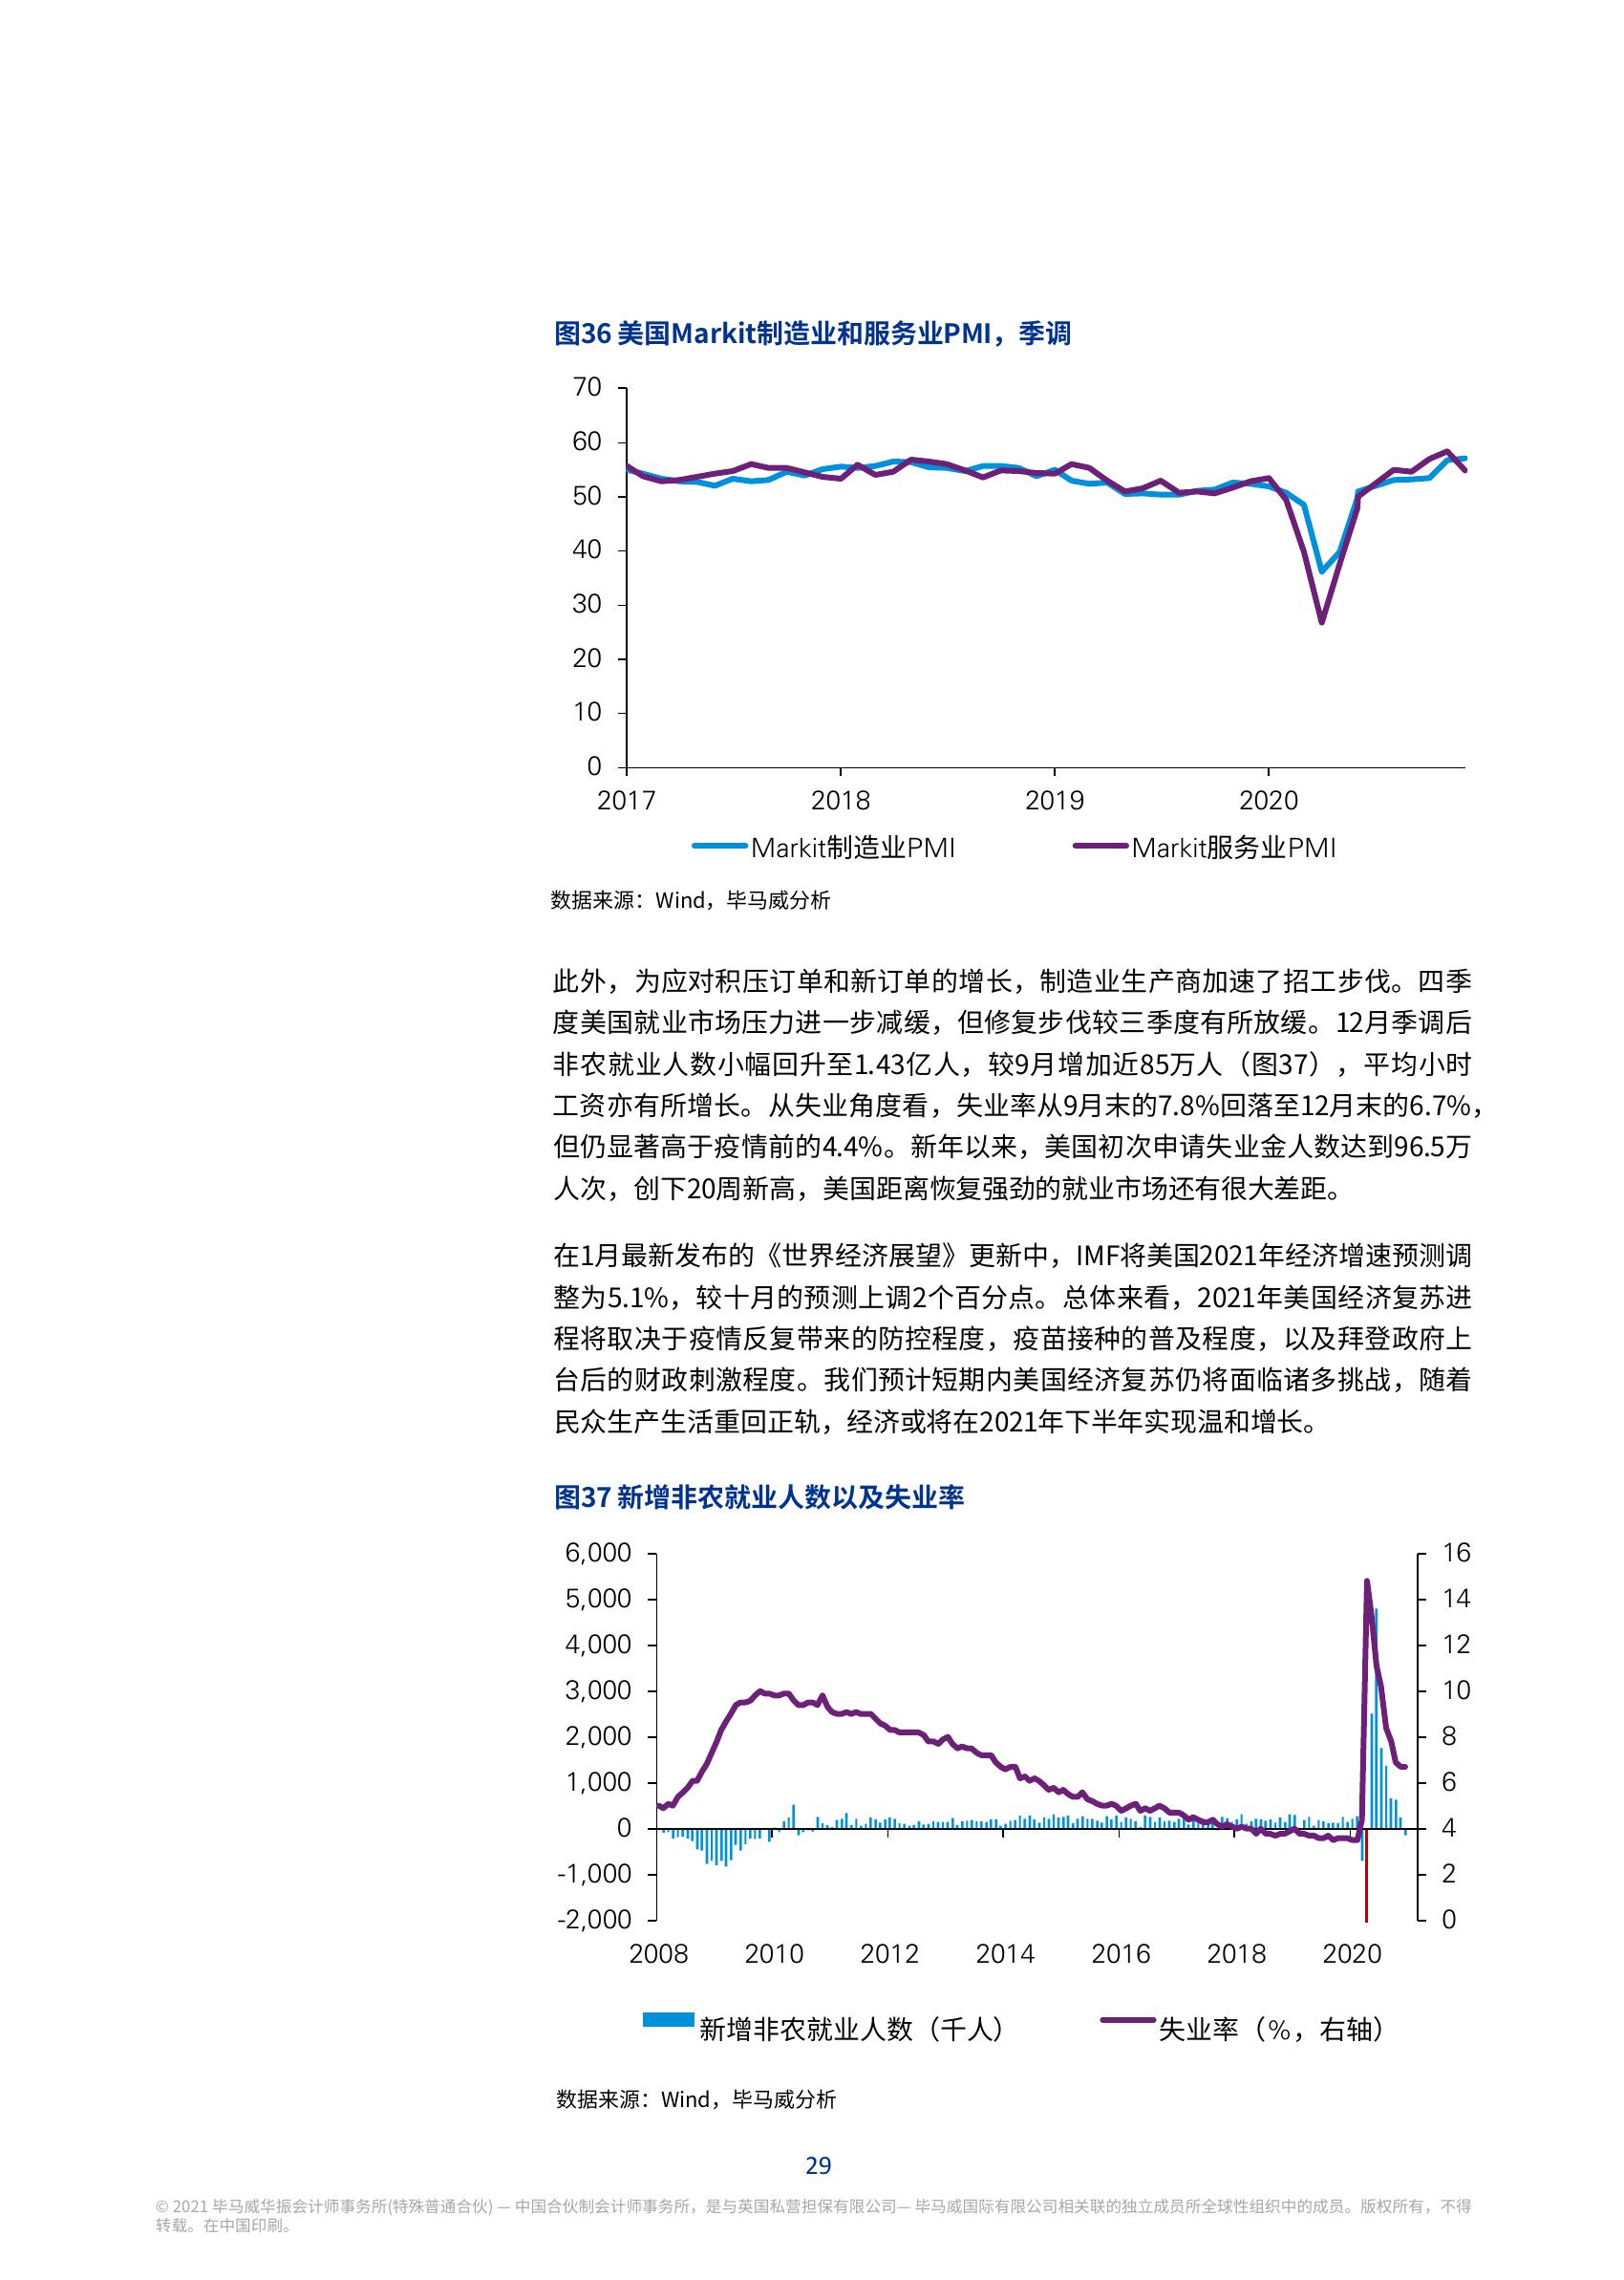 图36 美国Markit制造业和服务业PMI，季调
70
60
50
40
30
20
10
0
2017 2018 2019 2020
Markit制造业PMI Markit服务业PMI
数据来源：Wind，毕马威分析
此外，为应对积压订单和新订单的增长，制造业生产商加速了招工步伐。四季
度美国就业市场压力进一步减缓，但修复步伐较三季度有所放缓。12月季调后
非农就业人数小幅回升至1.43亿人，较9月增加近85万人（图37），平均小时
工资亦有所增长。从失业角度看，失业率从9月末的7.8%回落至12月末的6.7%，
但仍显著高于疫情前的4.4%。新年以来，美国初次申请失业金人数达到96.5万
人次，创下20周新高，美国距离恢复强劲的就业市场还有很大差距。
在1月最新发布的《世界经济展望》更新中，IMF将美国2021年经济增速预测调
整为5.1%，较十月的预测上调2个百分点。总体来看，2021年美国经济复苏进
程将取决于疫情反复带来的防控程度，疫苗接种的普及程度，以及拜登政府上
台后的财政刺激程度。我们预计短期内美国经济复苏仍将面临诸多挑战，随着
民众生产生活重回正轨，经济或将在2021年下半年实现温和增长。
图37 新增非农就业人数以及失业率
6,000 16
5,000 14
4,000 12
3,000 10
2,000 8
1,000 6
0 4
-1,000 2
-2,000 0
2008 2010 2012 2014 2016 2018 2020
新增非农就业人数（千人） 失业率（%，右轴）
数据来源：Wind，毕马威分析
29
© 2021 毕马威华振会计师事务所(特殊普通合伙) — 中国合伙制会计师事务所，是与英国私营担保有限公司— 毕马威国际有限公司相关联的独立成员所全球性组织中的成员。版权所有，不得
转载。在中国印刷。